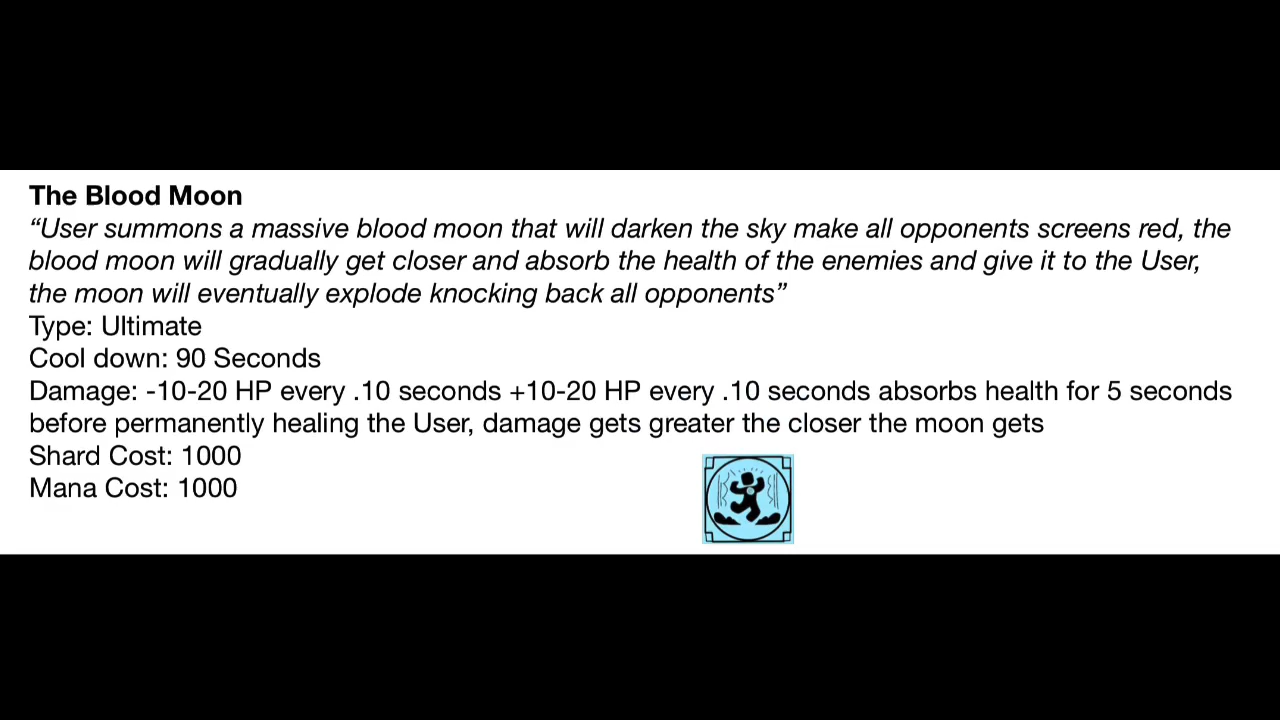 The Blood Moon
“User summons a massive blood moon that will darken the sky make all opponents screens red, the
blood moon will gradually get closer and absorb the health of the enemies and give it to the User,
the moon will eventually explode knocking back all opponents”
Type: Ultimate
Cool down: 90 Seconds
Damage: -10-20 HP every .10 seconds +10-20 HP every .10 seconds absorbs health for 5 seconds
before permanently healing the User, damage gets greater the closer the moon gets
Shard Cost: 1000
Mana Cost: 1000